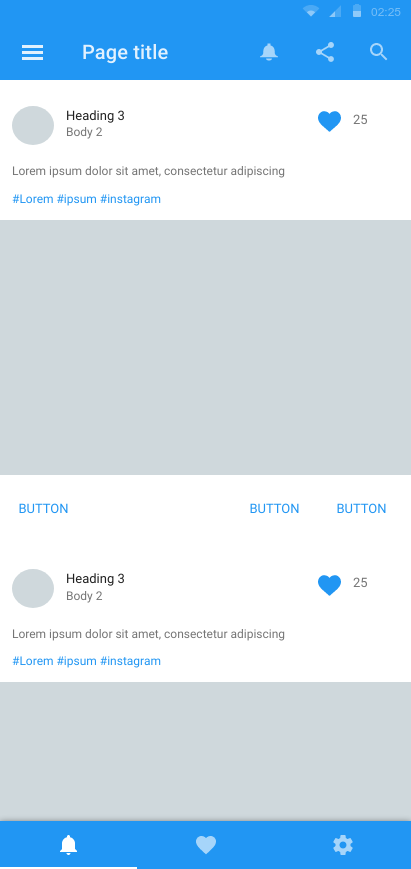 02:25
Page title
Heading 3
25
Body 2
Lorem ipsum dolor sit amet, consectetur adipiscing
#Lorem #ipsum #instagram
BUTTON BUTTON BUTTON
Heading 3
25
Body 2
Lorem ipsum dolor sit amet, consectetur adipiscing
#Lorem #ipsum #instagram